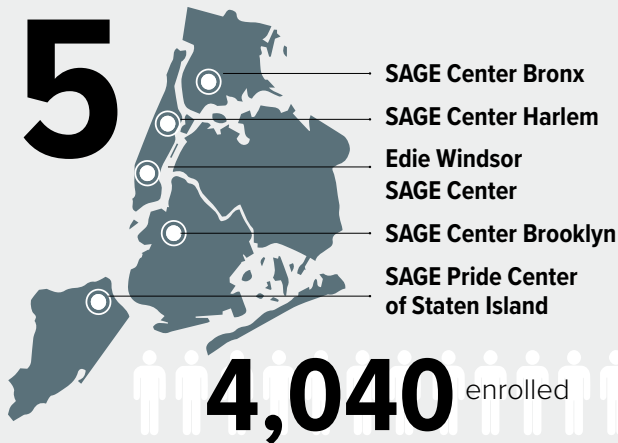 5
SAGE Center Bronx
SAGE Center Harlem
Edie Windsor
SAGE Center
SAGE Center Brooklyn
SAGE Pride Center
of Staten Island
4,040 enrolled